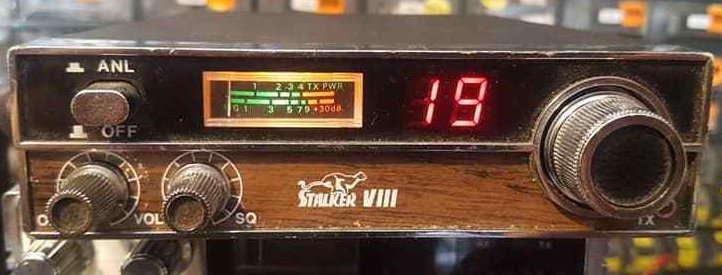 ANL
OFF
1 2 3 4 TX PWR
1 3 5 7 9 +30dB
19
VOL
SQ
STALKER VIII
TX